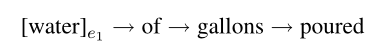 [water]e₁ → of → gallons → poured